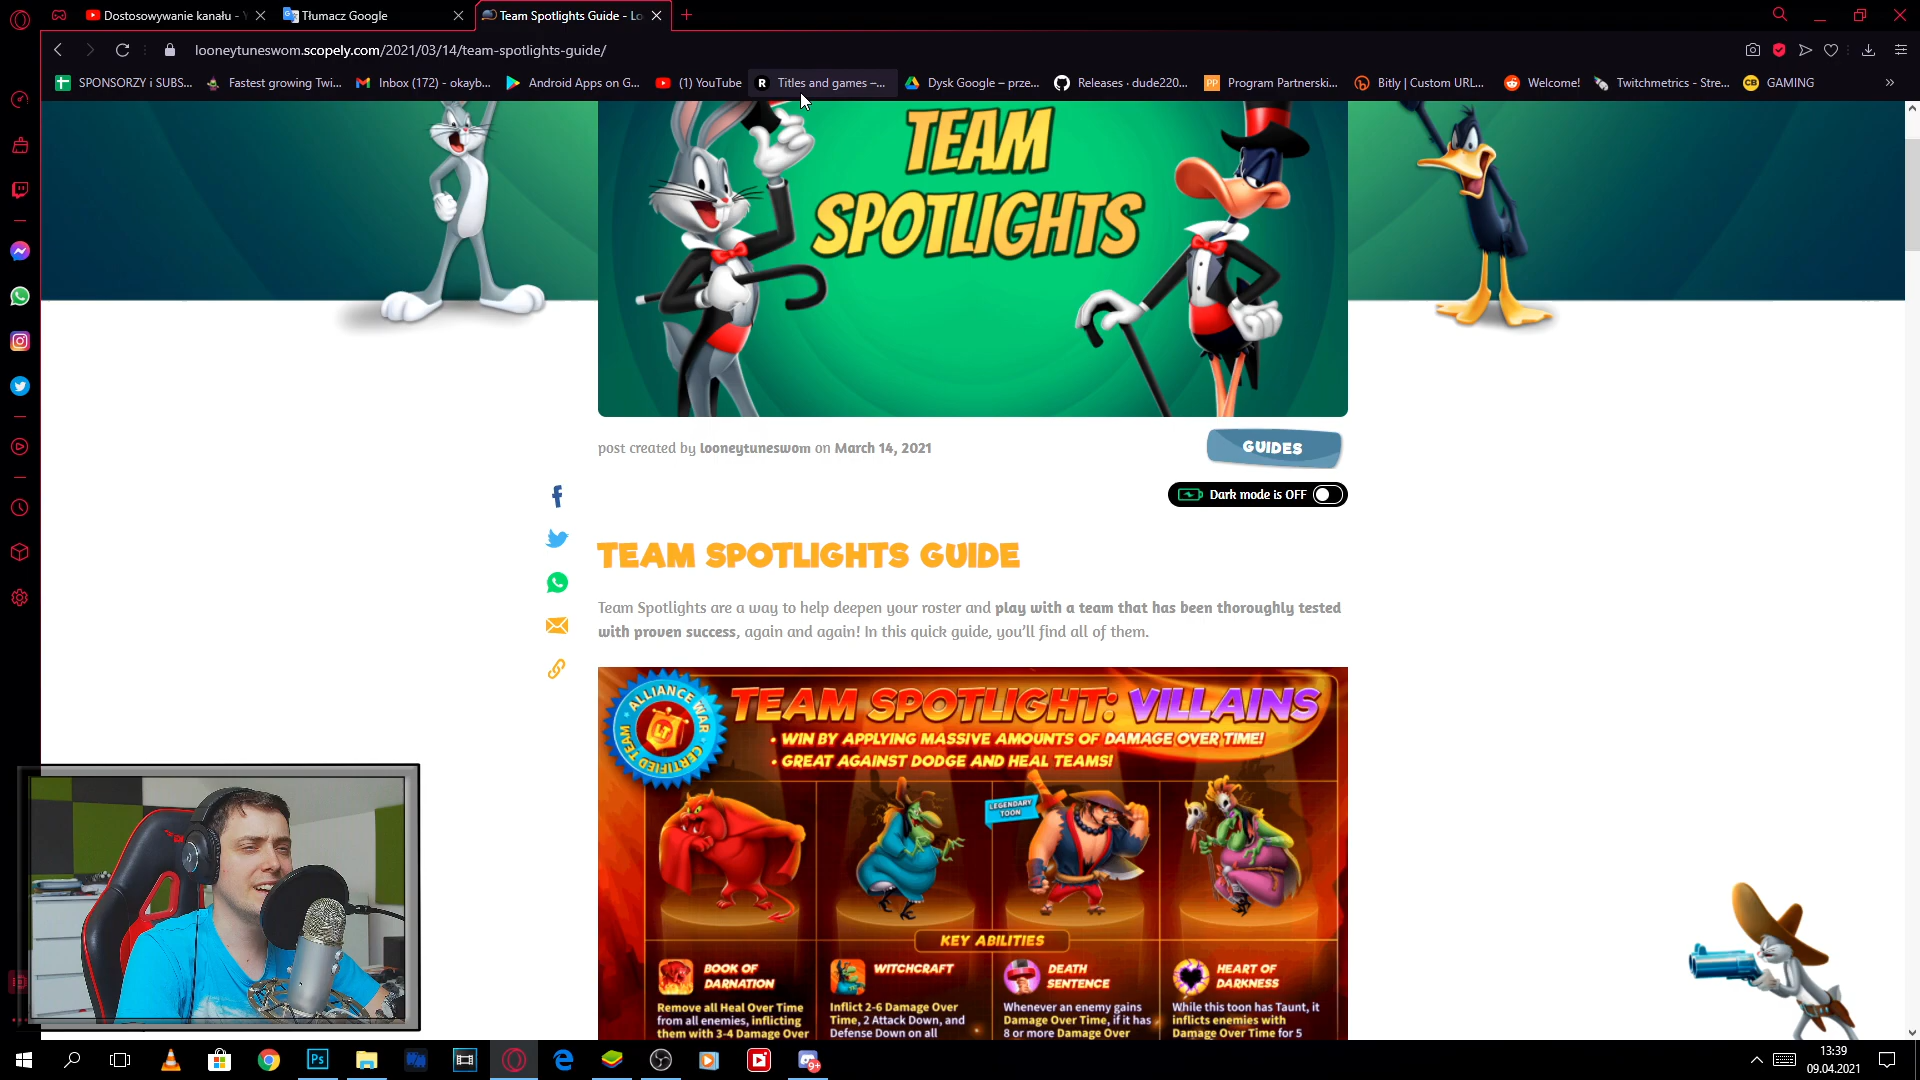 Dostosowywanie kanału -
Tłumacz Google
Team Spotlights Guide - Lo
looneytuneswom.scopely.com/2021/03/14/team-spotlights-guide/
SPONSORZY i SUBS...
Fastest growing Twi...
Inbox (172) - okayb...
Android Apps on G...
(1) YouTube
R Titles and games –...
Dysk Google – prze...
Releases · dude220...
PP Program Partnerski...
Bitly | Custom URL...
Welcome!
Twitchmetrics - Stre...
CB GAMING
TEAM
SPOTLIGHTS
post created by looneytuneswom on March 14, 2021
GUIDES
Dark mode is OFF
TEAM SPOTLIGHTS GUIDE
Team Spotlights are a way to help deepen your roster and play with a team that has been thoroughly tested
with proven success, again and again! In this quick guide, you'll find all of them.
ALLIANCE WAR
LT
CERTIFIED TEAM
TEAM SPOTLIGHT: VILLAINS
• WIN BY APPLYING MASSIVE AMOUNTS OF DAMAGE OVER TIME!
• GREAT AGAINST DODGE AND HEAL TEAMS!
LEGENDARY
TOON
KEY ABILITIES
BOOK OF
DARNATION
Remove all Heal Over Time
from all enemies, inflicting
them with 3-4 Damage Over
WITCHCRAFT
Inflict 2-6 Damage Over
Time, 2 Attack Down, and
Defense Down on all
DEATH
SENTENCE
Whenever an enemy gains
Damage Over Time, if it has
8 or more Damage Over
HEART OF
DARKNESS
While this toon has Taunt, it
inflicts enemies with
Damage Over Time for 5
Ps
9+
13:39
09.04.2021